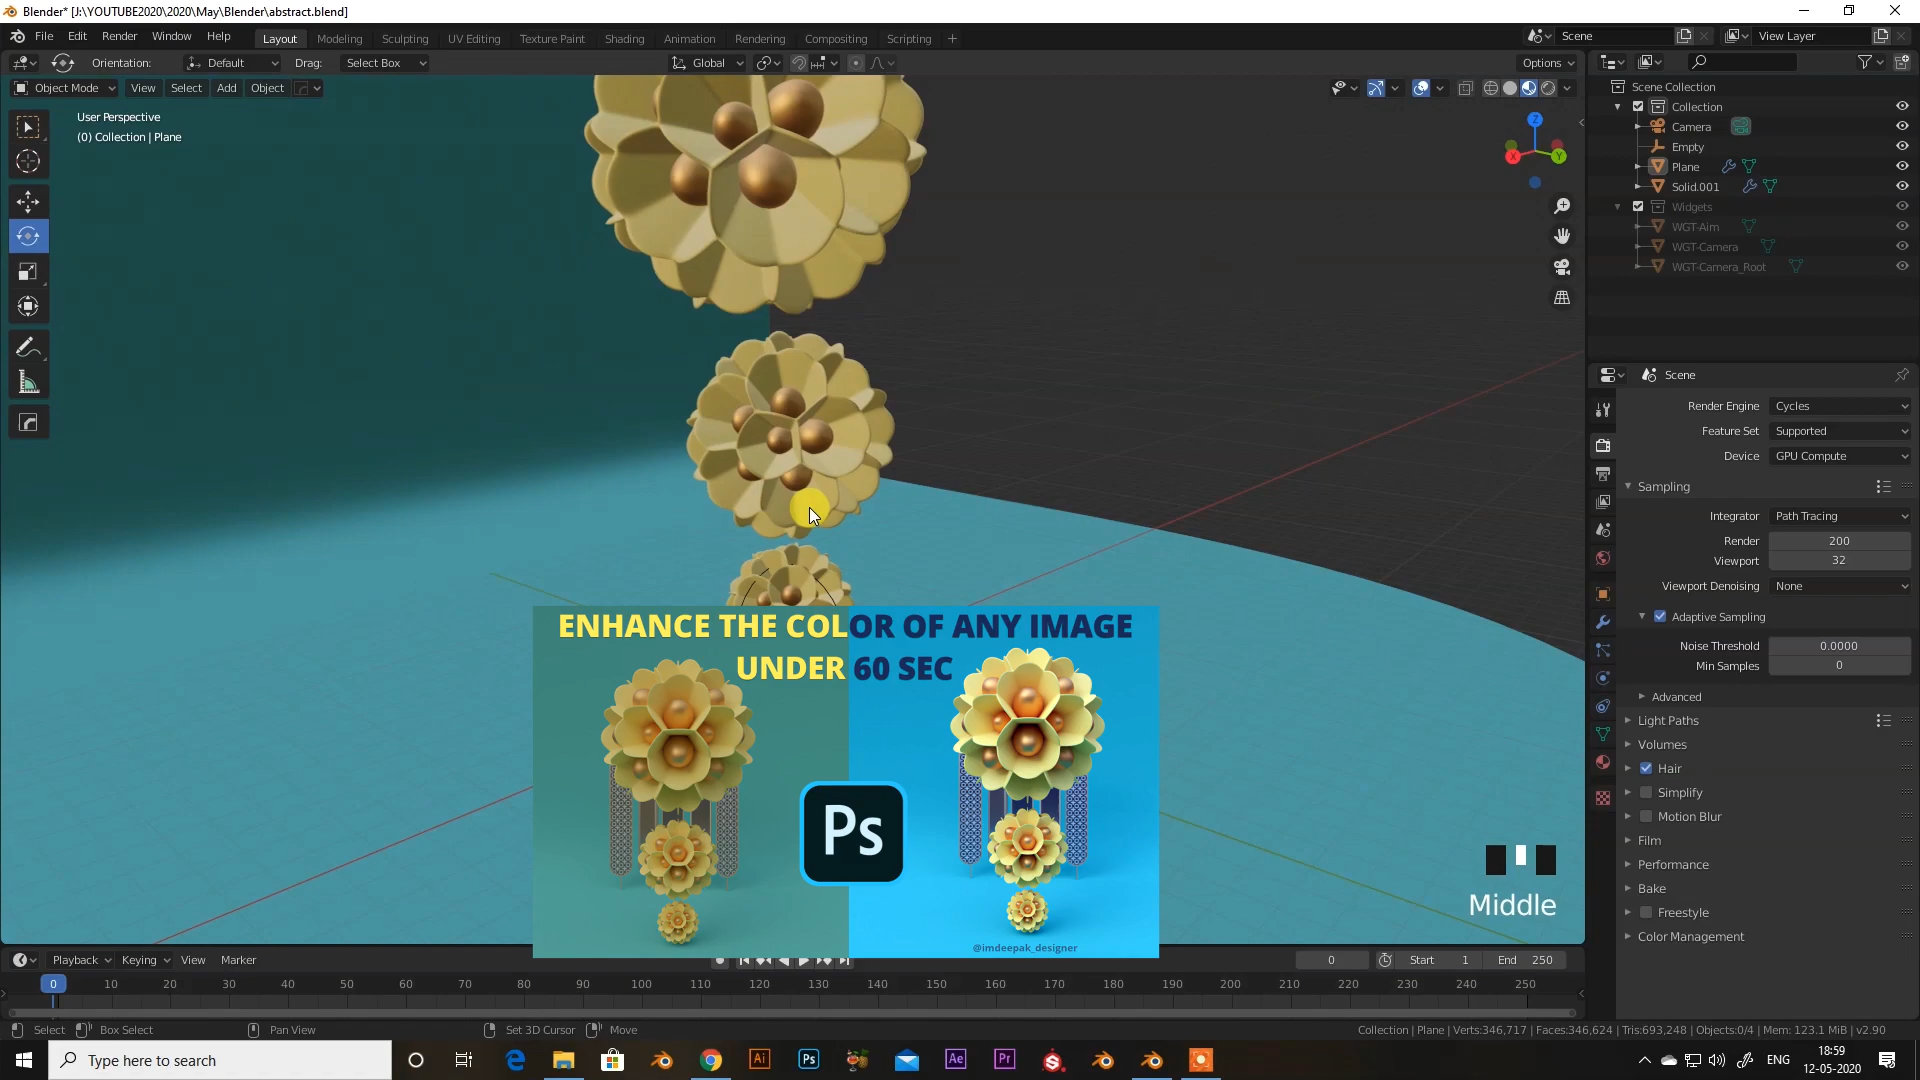 Blender* [J:\YOUTUBE2020\2020\May\Blender\abstract.blend]
File Edit Render Window Help Layout Modeling Sculpting UV Editing Texture Paint Shading Animation Rendering Compositing Scripting + Scene View Layer
Orientation: Default Drag: Select Box Global Options
Object Mode View Select Add Object
User Perspective
(0) Collection | Plane
Z
X Y
Scene Collection
Collection
Camera
Empty
Plane
Solid.001
Widgets
WGT-Aim
WGT-Camera
WGT-Camera_Root
Scene
Render Engine Cycles
Feature Set Supported
Device GPU Compute
Sampling
Integrator Path Tracing
Render 200
Viewport 32
Viewport Denoising None
Adaptive Sampling
Noise Threshold 0.0000
Min Samples 0
Advanced
Light Paths
Volumes
Hair
Simplify
Motion Blur
Film
Performance
Bake
Freestyle
Color Management
ENHANCE THE COLOR OF ANY IMAGE
UNDER 60 SEC
Ps
@imdeepak_designer
Middle
Playback Keying View Marker 0 Start 1 End 250
0 10 20 30 40 50 60 70 80 90 100 110 120 130 140 150 160 170 180 190 200 210 220 230 240 250
Select Box Select Pan View Set 3D Cursor Move Collection | Plane | Verts:346,717 | Faces:346,624 | Tris:693,248 | Objects:0/4 | Mem: 123.1 MiB | v2.90
Type here to search Ai Ps Ae Pr ENG 18:59
12-05-2020